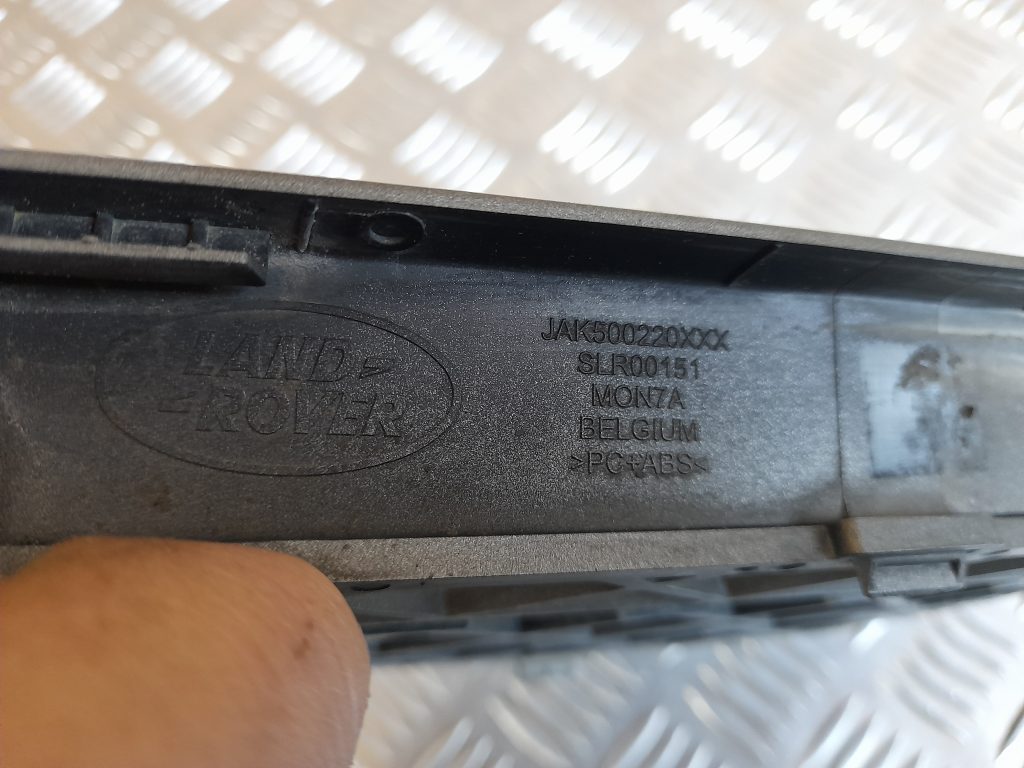 LAND
ROVER
JAK500220XXX
SLR00151
MON7A
BELGIUM
>PC+ABS<